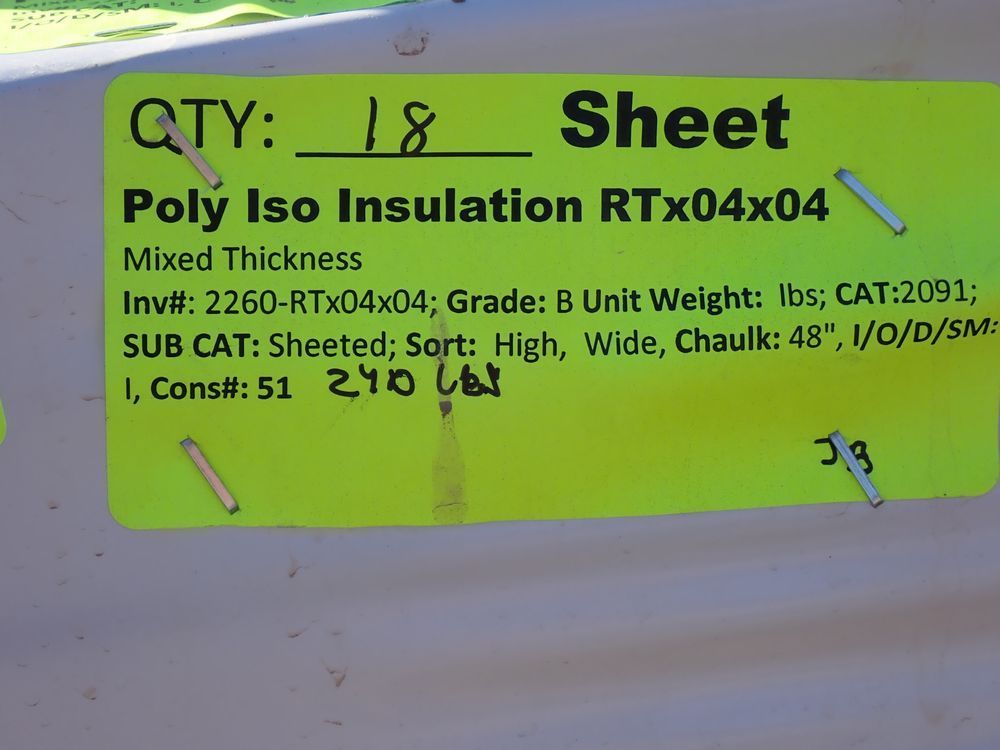 QTY: 18 Sheet
Poly Iso Insulation RTx04x04
Mixed Thickness
Inv#: 2260-RTx04x04; Grade: B Unit Weight: lbs; CAT:2091;
SUB CAT: Sheeted; Sort: High, Wide, Chaulk: 48", I/O/D/SM:
I, Cons#: 51 240 LBS
JB